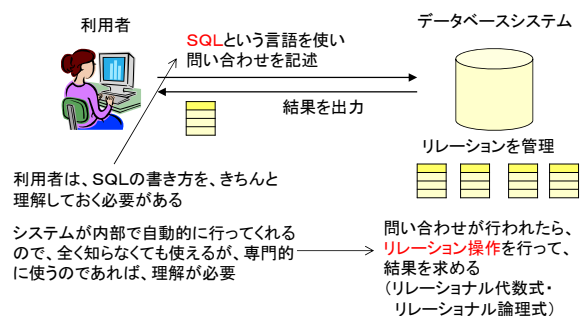 利用者
データベースシステム
SQLという言語を使い
問い合わせを記述
結果を出力
リレーションを管理
利用者は、SQLの書き方を、きちんと
理解しておく必要がある
システムが内部で自動的に行ってくれる
ので、全く知らなくても使えるが、専門的
に使うのであれば、理解が必要
問い合わせが行われたら、
リレーション操作を行って、
結果を求める
(リレーショナル代数式・
リレーショナル論理式)